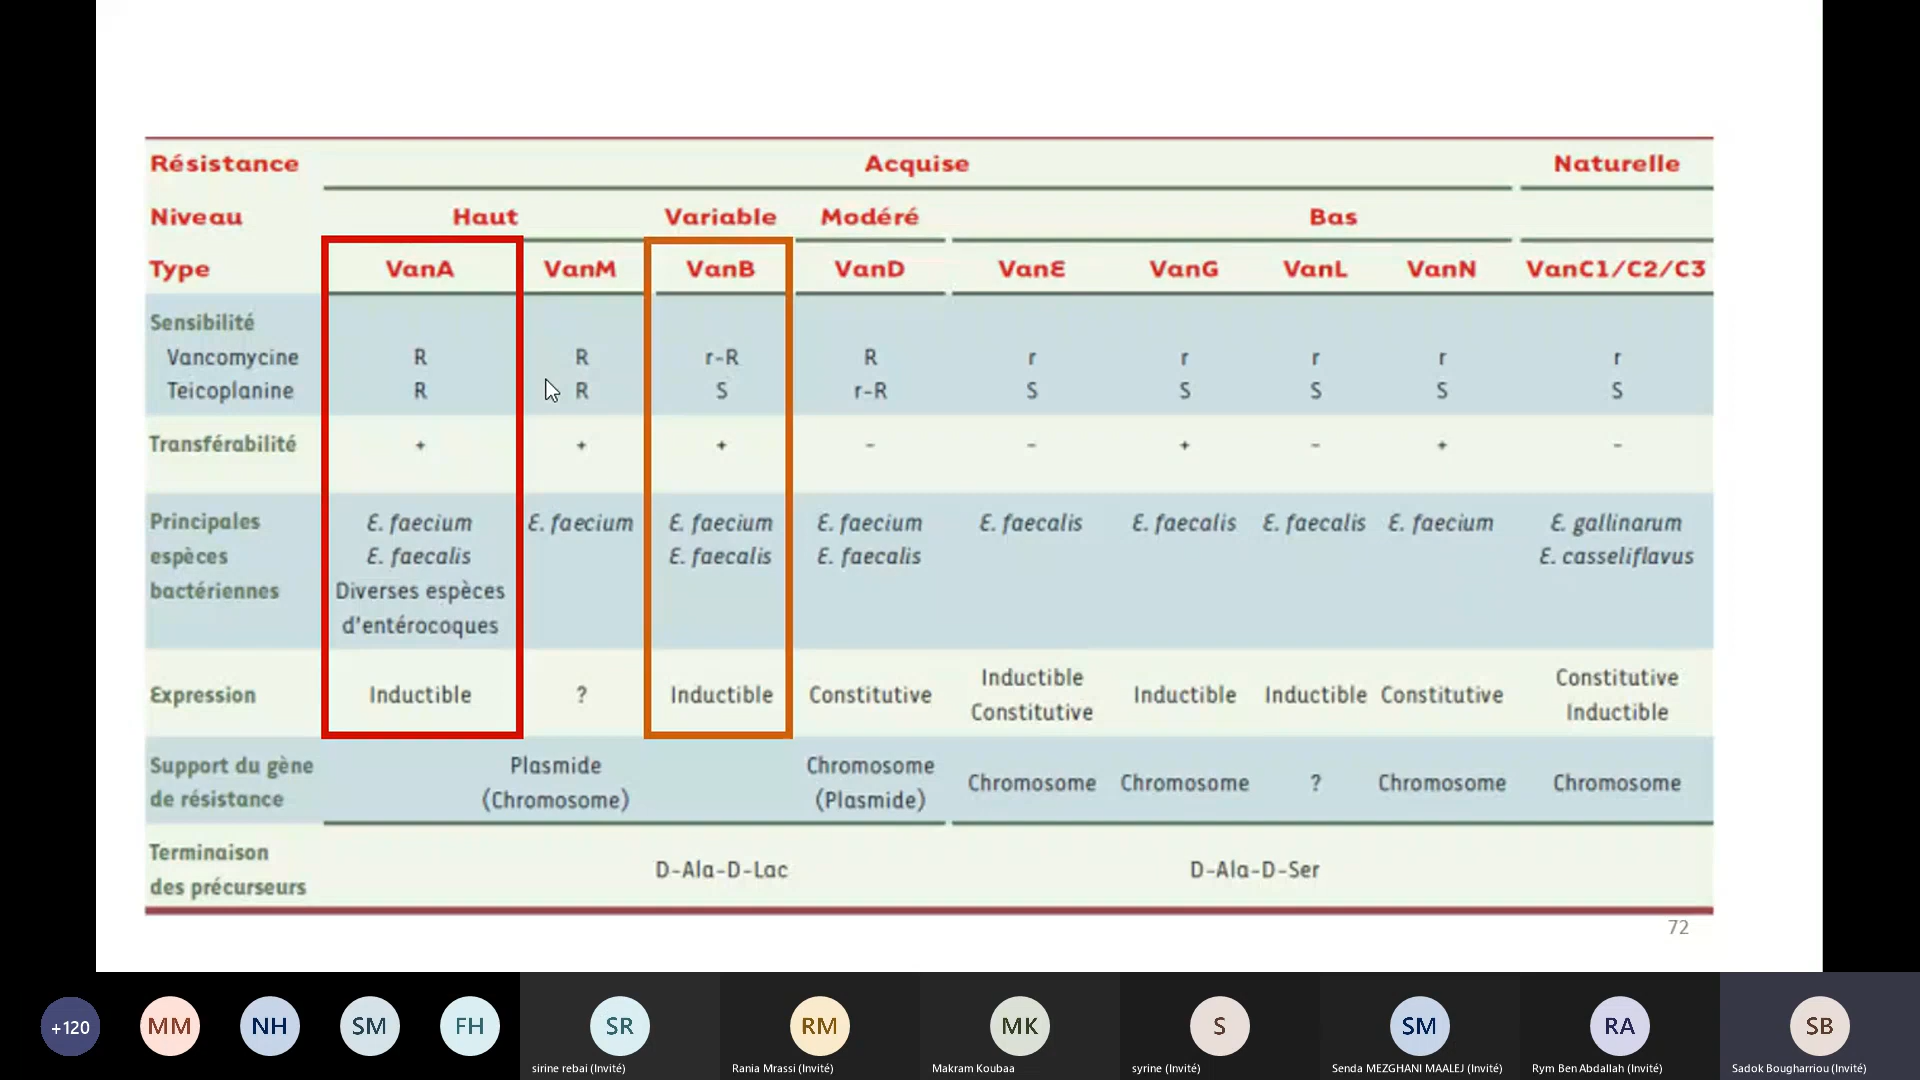 Résistance Acquise Naturelle
Niveau Haut Variable Modéré Bas
Type VanA VanM VanB VanD VanE VanG VanL VanN VanC1/C2/C3
Sensibilité
Vancomycine R R r-R R r r r r r
Teicoplanine R R S r-R S S S S S
Transférabilité + + + - - + - + -
Principales E. faecium E. faecium E. faecium E. faecium E. faecalis E. faecalis E. faecalis E. faecium E. gallinarum
espèces E. faecalis E. faecalis E. faecalis E. casseliflavus
bactériennes Diverses espèces
d'entérocoques
Inductible Constitutive
Expression Inductible ? Inductible Constitutive Inductible Inductible Constitutive
Constitutive Inductible
Support du gène Plasmide Chromosome
Chromosome Chromosome ? Chromosome Chromosome
de résistance (Chromosome) (Plasmide)
Terminaison
D-Ala-D-Lac D-Ala-D-Ser
des précurseurs
72
+120 MM NH SM FH SR RM MK S SM RA SB
sirine rebai (Invité) Rania Mrassi (Invité) Makram Koubaa syrine (Invité) Senda MEZGHANI MAALEJ (Invité) Rym Ben Abdallah (Invité) Sadok Bougharriou (Invité)